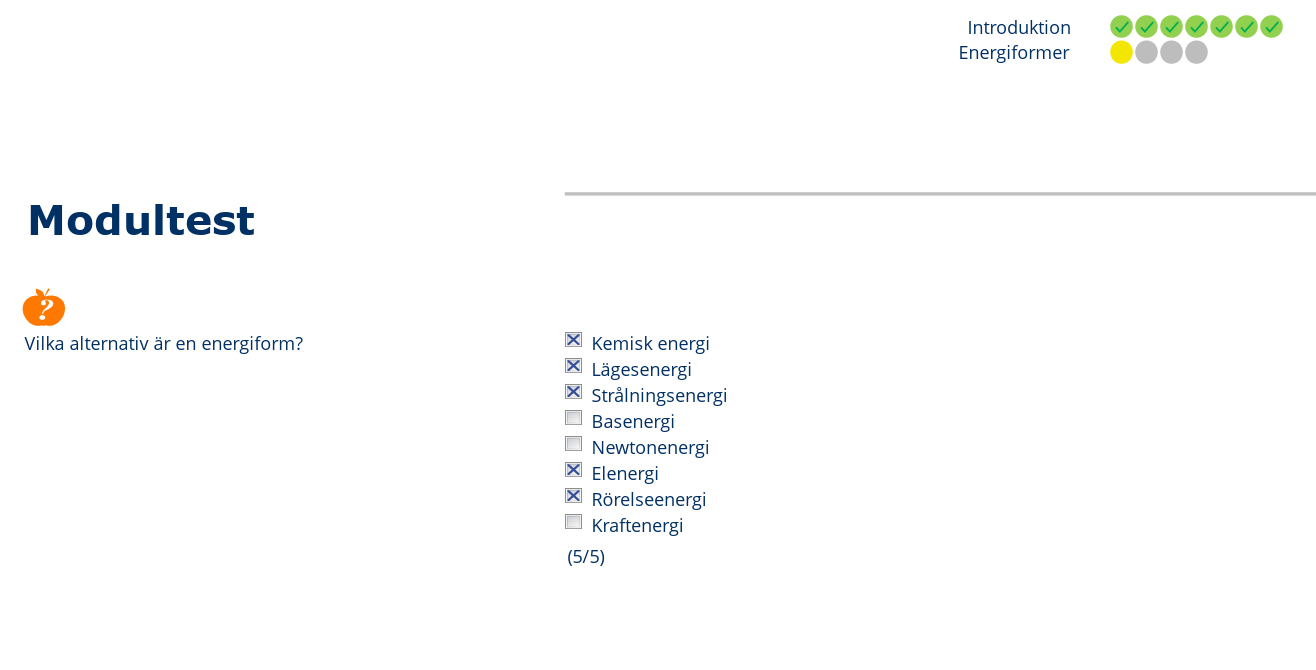 Introduktion
Energiformer
Modultest
?
Vilka alternativ är en energiform?
Kemisk energi
Lägesenergi
Strålningsenergi
Basenergi
Newtonenergi
Elenergi
Rörelseenergi
Kraftenergi
(5/5)